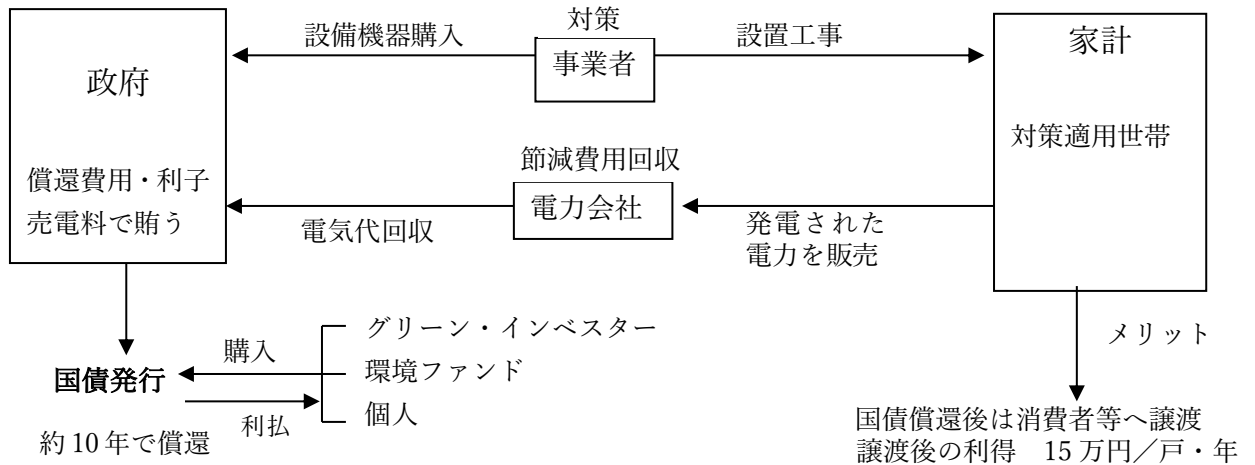 対策
設備機器購入
事業者
設置工事
政府
償還費用・利子
売電料で賄う
家計
対策適用世帯
節減費用回収
電力会社
電気代回収
発電された
電力を販売
国債発行
約10年で償還
購入
利払
グリーン・インベスター
環境ファンド
個人
メリット
国債償還後は消費者等へ譲渡
譲渡後の利得　15万円／戸・年